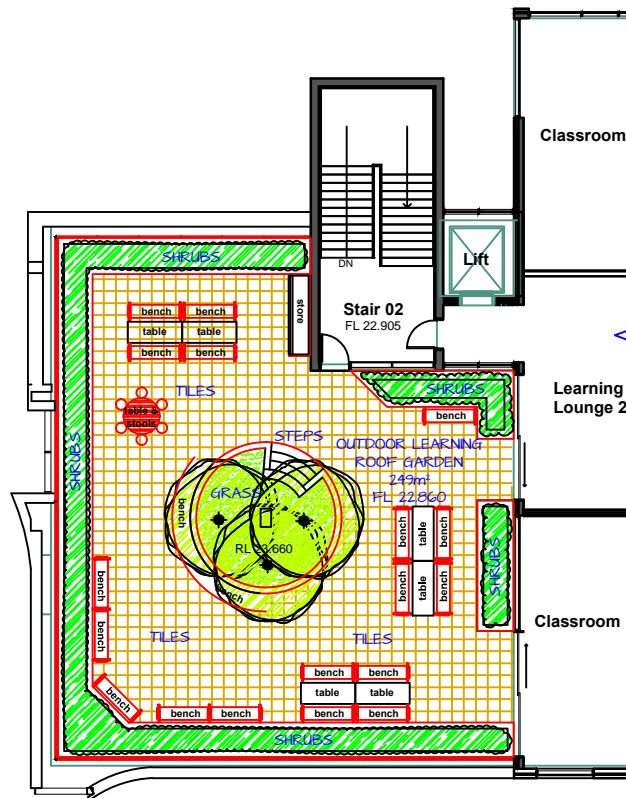 Classroom
SHRUBS
Lift
DN
Stair 02
FL 22.905
store
bench bench
table table
bench bench
Learning
Lounge 2
SHRUBS
bench
TILES
table &
stools
STEPS
OUTDOOR LEARNING
ROOF GARDEN
249m²
FL 22.860
SHRUBS
GRASS
bench
RL 23.660
bench
bench table bench
bench table bench
SHRUBS
Classroom
bench
bench
TILES
TILES
bench
bench bench
table table
bench bench
bench bench
SHRUBS